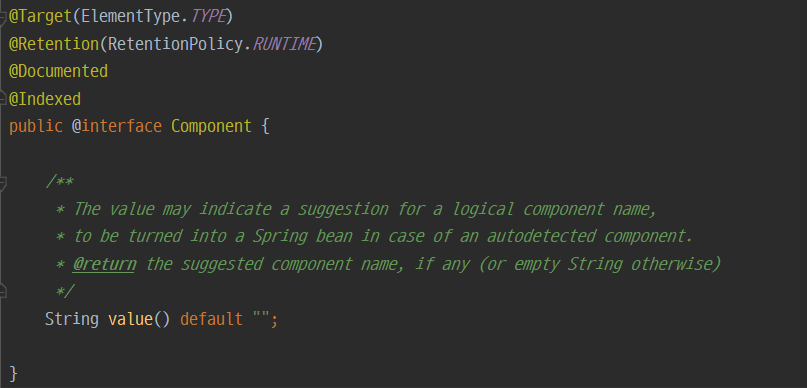 @Target(ElementType.TYPE)
@Retention(RetentionPolicy.RUNTIME)
@Documented
@Indexed
public @interface Component {
/**
* The value may indicate a suggestion for a logical component name,
* to be turned into a Spring bean in case of an autodetected component.
* @return the suggested component name, if any (or empty String otherwise)
*/
String value() default "";
}